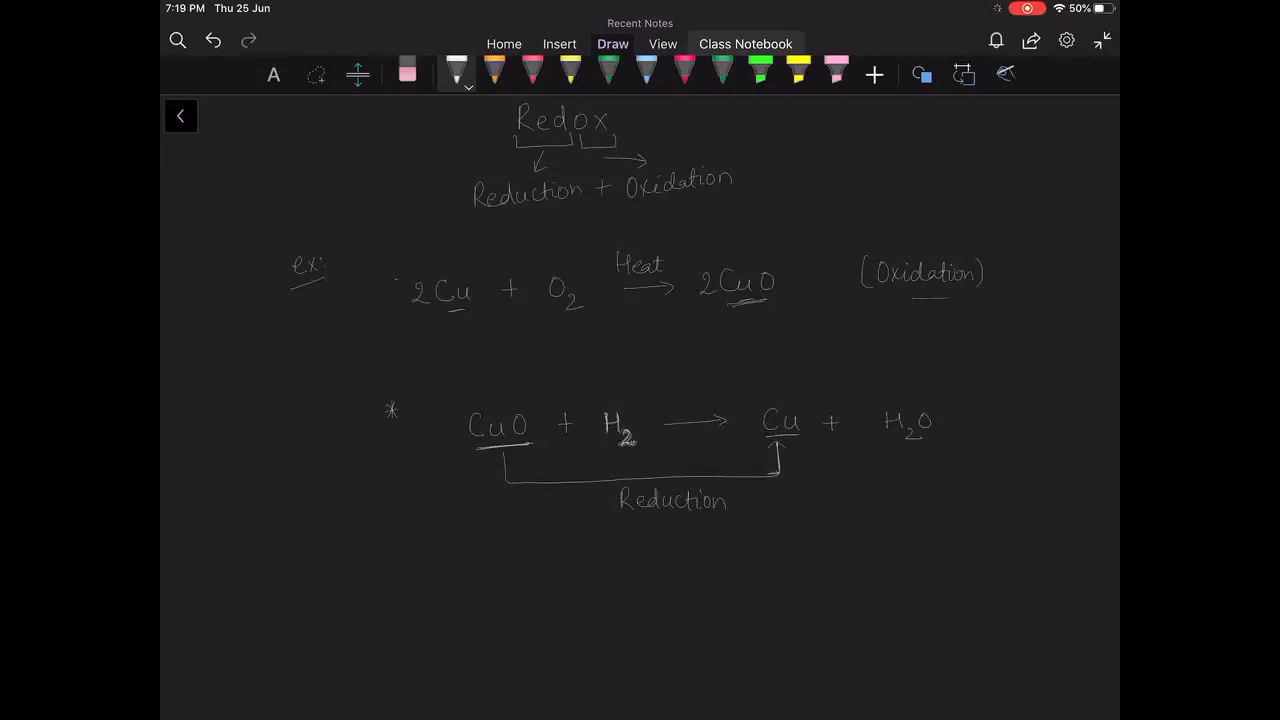 7:19 PM Thu 25 Jun
50%
Recent Notes
Home Insert Draw View Class Notebook
A
Redox
Reduction + Oxidation
ex:
2Cu + O2 Heat → 2CuO (Oxidation)
* CuO + H2 → Cu + H2O
Reduction